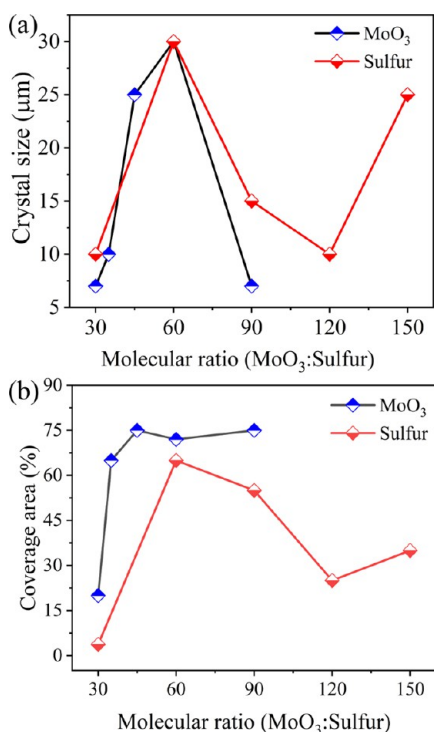 (a)
MoO₃
Sulfur
30
25
20
15
10
5
Crystal size (μm)
30 60 90 120 150
Molecular ratio (MoO₃:Sulfur)
(b)
MoO₃
Sulfur
90
75
60
45
30
15
0
Coverage area (%)
30 60 90 120 150
Molecular ratio (MoO₃:Sulfur)